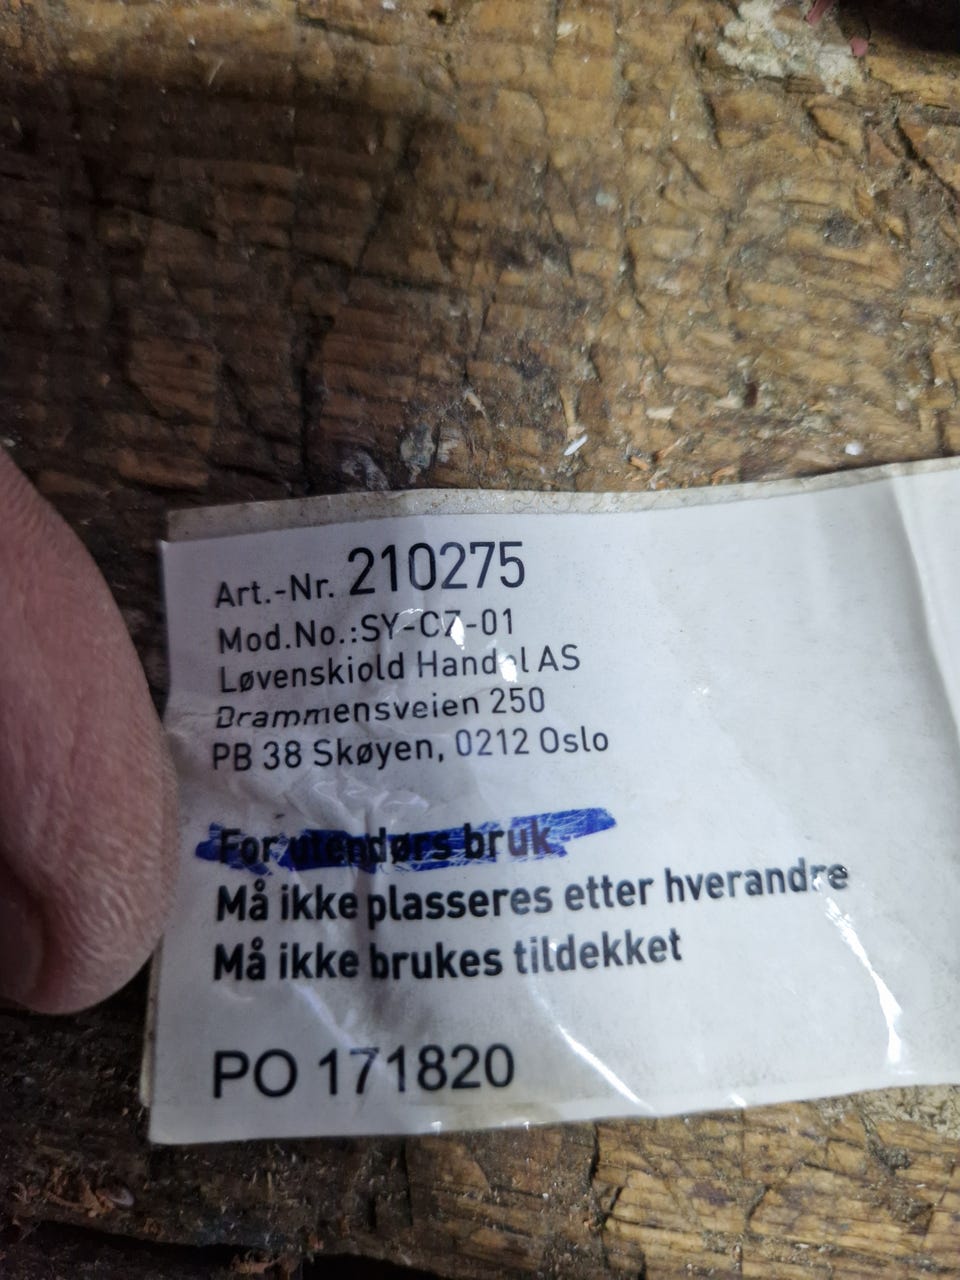 Art.-Nr. 210275
Mod.No.:SY-CZ-01
Løvenskiold Handel AS
Drammensveien 250
PB 38 Skøyen, 0212 Oslo
For utendørs bruk
Må ikke plasseres etter hverandre
Må ikke brukes tildekket
PO 171820